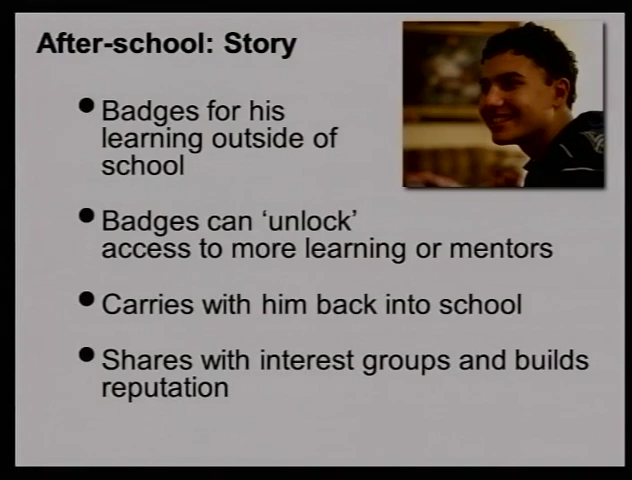 After-school: Story
Badges for his
learning outside of
school
Badges can ‘unlock’
access to more learning or mentors
Carries with him back into school
Shares with interest groups and builds
reputation